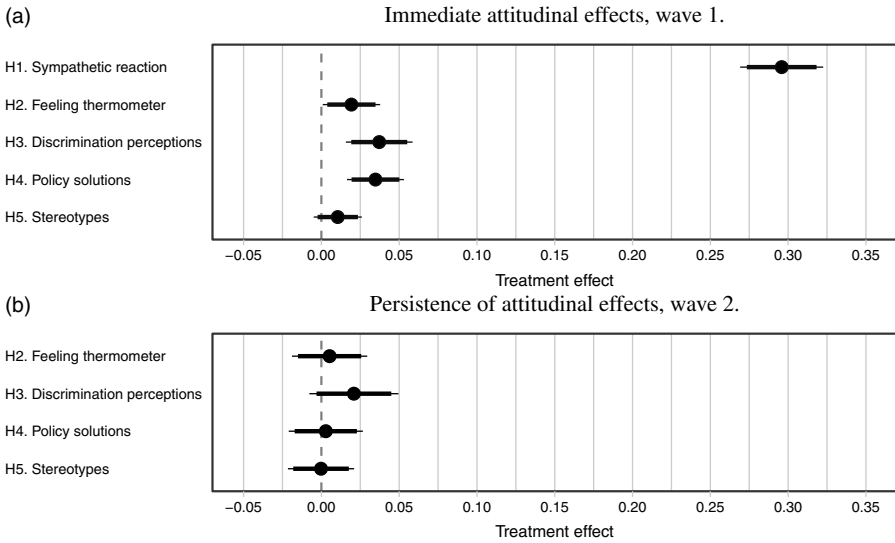 (a)
Immediate attitudinal effects, wave 1.
H1. Sympathetic reaction
H2. Feeling thermometer
H3. Discrimination perceptions
H4. Policy solutions
H5. Stereotypes
−0.05 0.00 0.05 0.10 0.15 0.20 0.25 0.30 0.35
Treatment effect
(b)
Persistence of attitudinal effects, wave 2.
H2. Feeling thermometer
H3. Discrimination perceptions
H4. Policy solutions
H5. Stereotypes
−0.05 0.00 0.05 0.10 0.15 0.20 0.25 0.30 0.35
Treatment effect